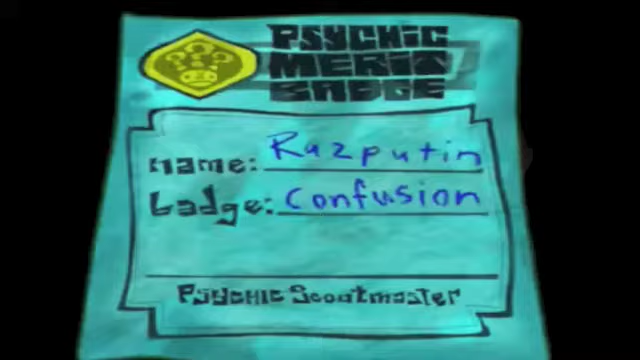 PSYCHIC
MERIT
BADGE
name: Razputin
badge: Confusion
Psychic Scoutmaster